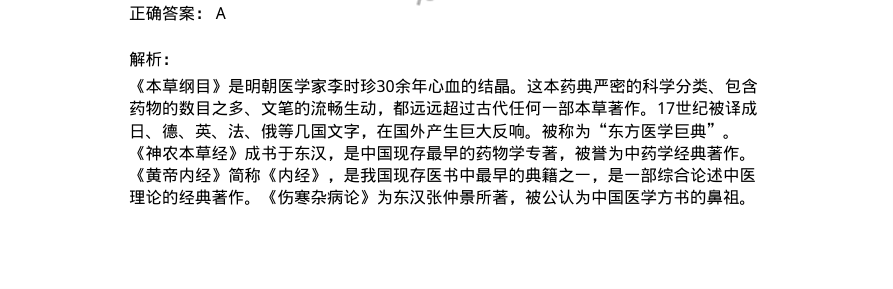 正确答案： A
解析：
《本草纲目》是明朝医学家李时珍30余年心血的结晶。这本药典严密的科学分类、包含
药物的数目之多、文笔的流畅生动，都远远超过古代任何一部本草著作。17世纪被译成
日、德、英、法、俄等几国文字，在国外产生巨大反响。被称为“东方医学巨典”。
《神农本草经》成书于东汉，是中国现存最早的药物学专著，被誉为中药学经典著作。
《黄帝内经》简称《内经》，是我国现存医书中最早的典籍之一，是一部综合论述中医
理论的经典著作。《伤寒杂病论》为东汉张仲景所著，被公认为中国医学方书的鼻祖。